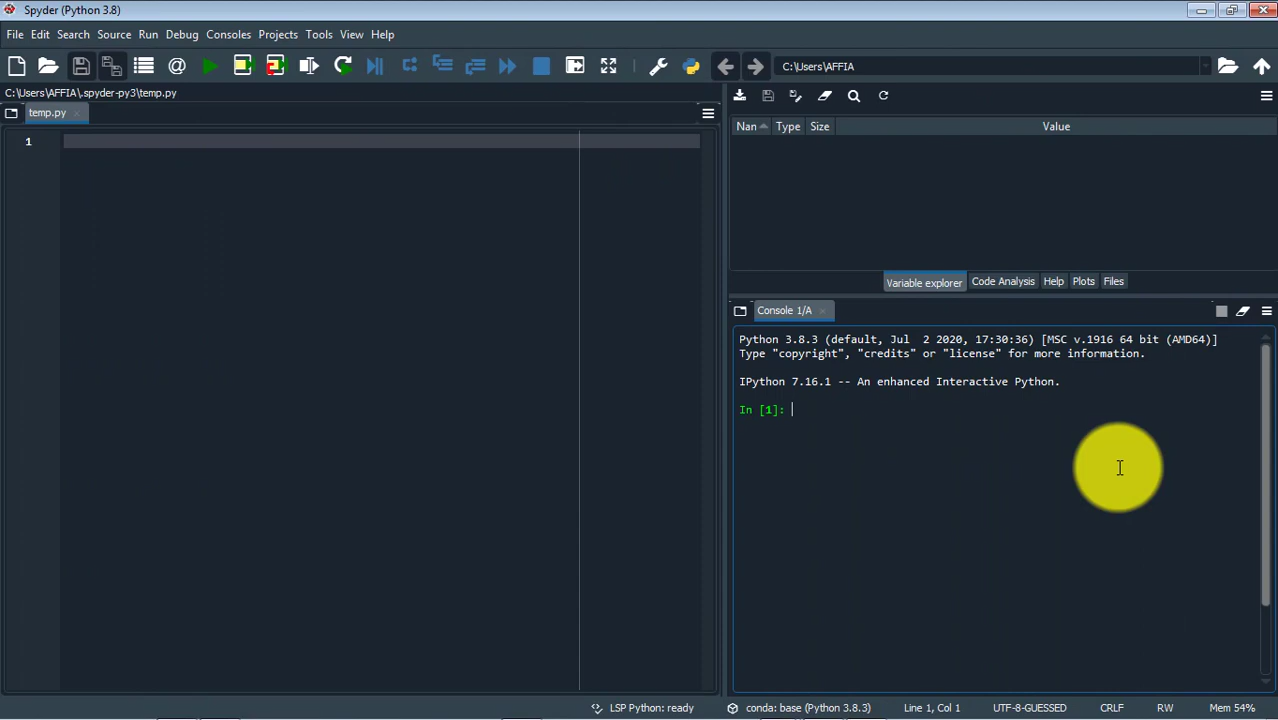 Spyder (Python 3.8)
File Edit Search Source Run Debug Consoles Projects Tools View Help
C:\Users\AFFIA
C:\Users\AFFIA\.spyder-py3\temp.py
temp.py
1
Nan Type Size Value
Variable explorer Code Analysis Help Plots Files
Console 1/A
Python 3.8.3 (default, Jul  2 2020, 17:30:36) [MSC v.1916 64 bit (AMD64)]
Type "copyright", "credits" or "license" for more information.
IPython 7.16.1 -- An enhanced Interactive Python.
In [1]:
LSP Python: ready conda: base (Python 3.8.3) Line 1, Col 1 UTF-8-GUESSED CRLF RW Mem 54%